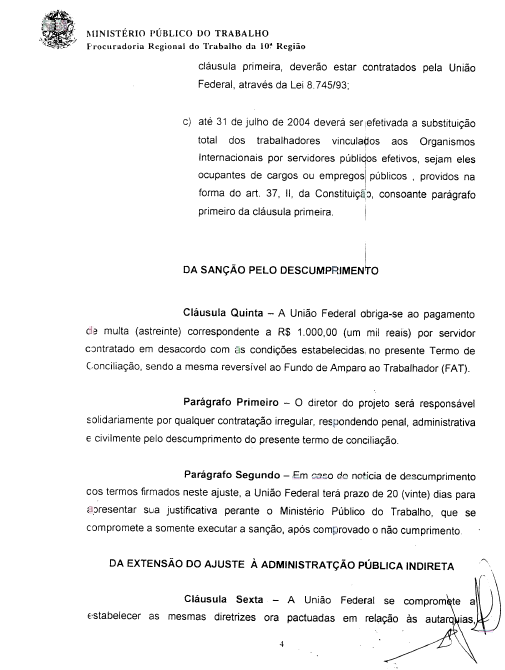 MINISTÉRIO PÚBLICO DO TRABALHO
Procuradoria Regional do Trabalho da 10ª Região
cláusula primeira, deverão estar contratados pela União
Federal, através da Lei 8.745/93;
c) até 31 de julho de 2004 deverá ser efetivada a substituição
total dos trabalhadores vinculados aos Organismos
Internacionais por servidores públicos efetivos, sejam eles
ocupantes de cargos ou empregos públicos , providos na
forma do art. 37, II, da Constituição, consoante parágrafo
primeiro da cláusula primeira.
DA SANÇÃO PELO DESCUMPRIMENTO
Cláusula Quinta – A União Federal obriga-se ao pagamento
de multa (astreinte) correspondente a R$ 1.000,00 (um mil reais) por servidor
contratado em desacordo com as condições estabelecidas no presente Termo de
Conciliação, sendo a mesma reversível ao Fundo de Amparo ao Trabalhador (FAT).
Parágrafo Primeiro – O diretor do projeto será responsável
solidariamente por qualquer contratação irregular, respondendo penal, administrativa
e civilmente pelo descumprimento do presente termo de conciliação.
Parágrafo Segundo – Em caso de notícia de descumprimento
dos termos firmados neste ajuste, a União Federal terá prazo de 20 (vinte) dias para
apresentar sua justificativa perante o Ministério Público do Trabalho, que se
compromete a somente executar a sanção, após comprovado o não cumprimento.
DA EXTENSÃO DO AJUSTE À ADMINISTRATÇÃO PÚBLICA INDIRETA
Cláusula Sexta – A União Federal se compromete a
estabelecer as mesmas diretrizes ora pactuadas em relação às autarquias,
4